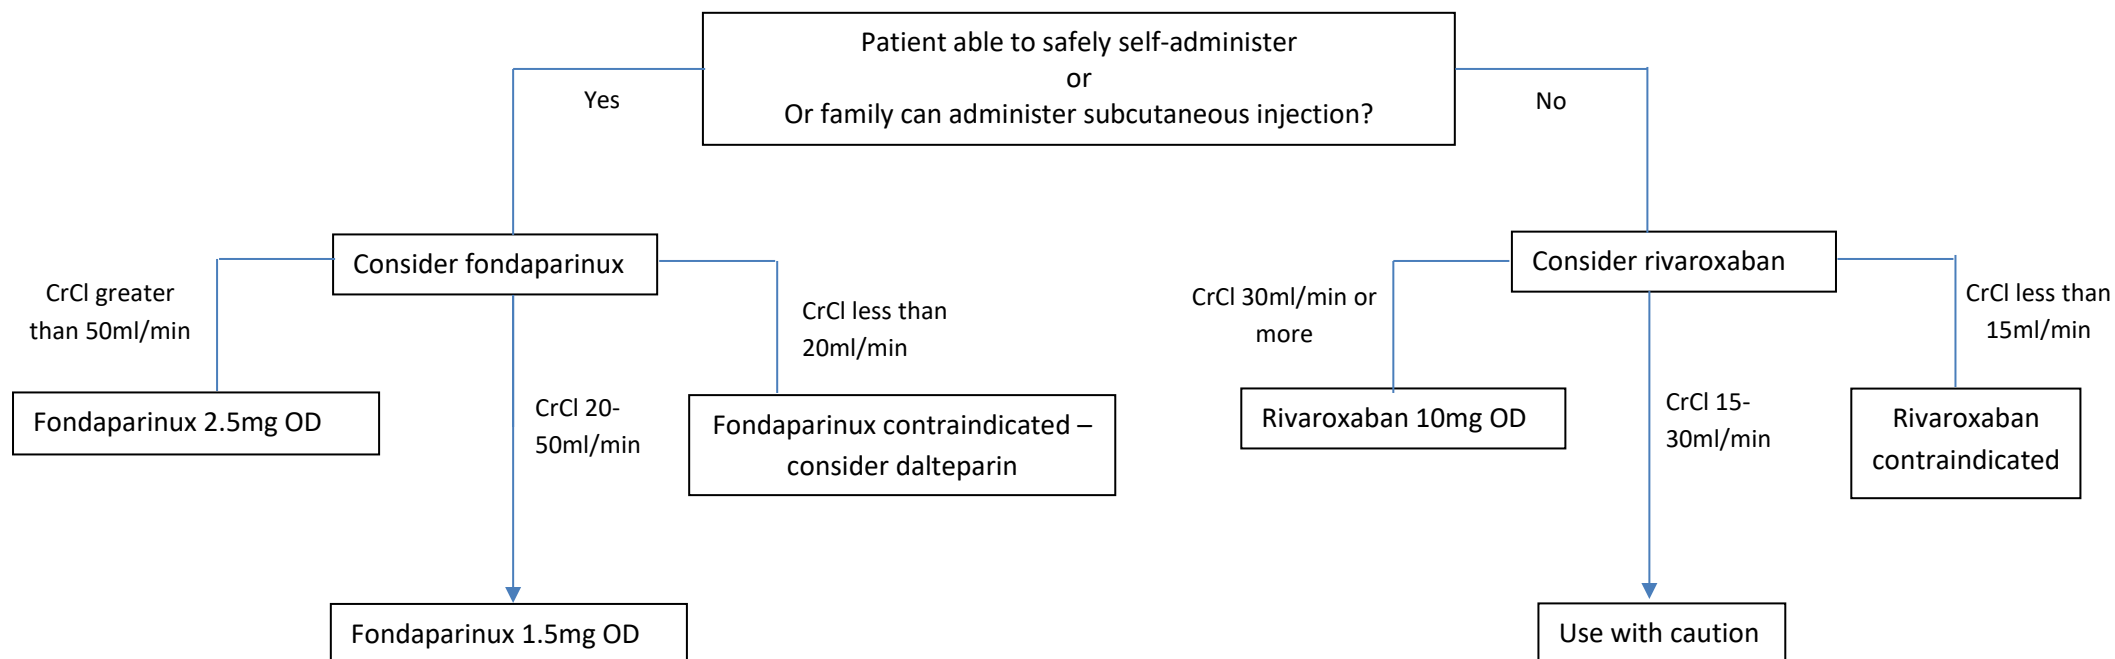 Patient able to safely self-administer
or
Or family can administer subcutaneous injection?
Yes
No
Consider fondaparinux
CrCl greater
than 50ml/min
CrCl less than
20ml/min
CrCl 20-
50ml/min
Fondaparinux 2.5mg OD
Fondaparinux contraindicated –
consider dalteparin
Fondaparinux 1.5mg OD
Consider rivaroxaban
CrCl 30ml/min or
more
CrCl less than
15ml/min
CrCl 15-
30ml/min
Rivaroxaban 10mg OD
Rivaroxaban
contraindicated
Use with caution